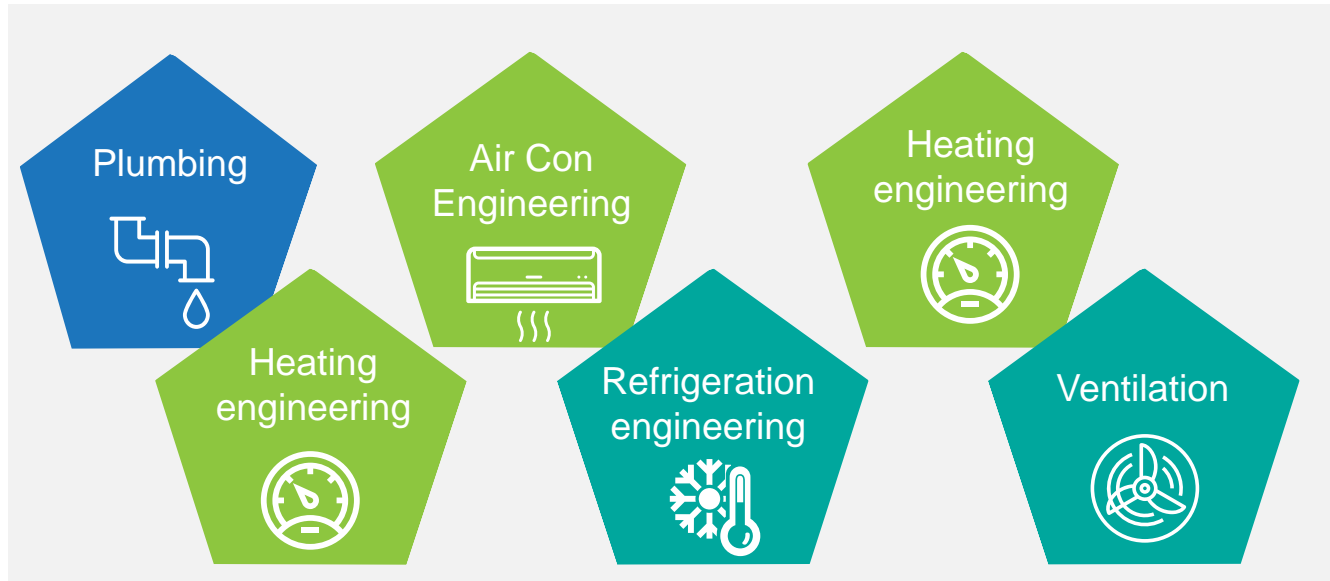 Plumbing
Air Con
Engineering
Heating
engineering
Heating
engineering
Refrigeration
engineering
Ventilation